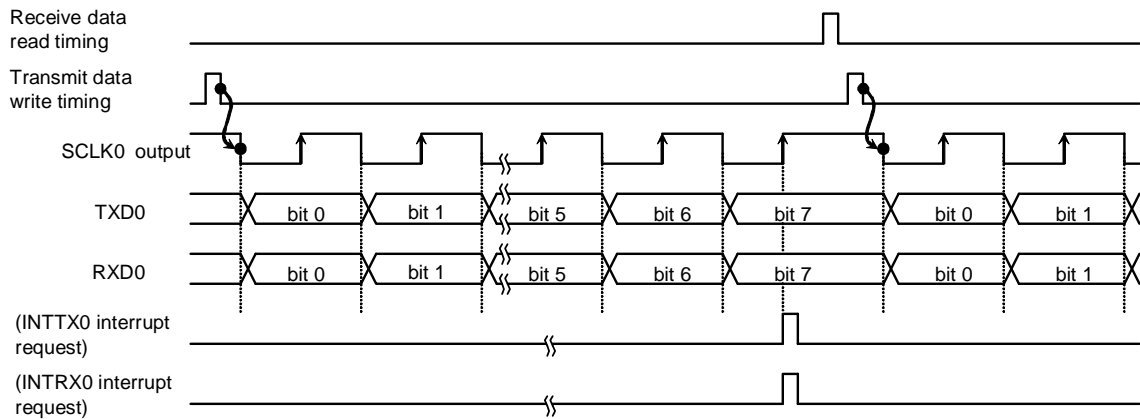 Receive data
read timing
Transmit data
write timing
SCLK0 output
TXD0
bit 0 bit 1 bit 5 bit 6 bit 7 bit 0 bit 1
RXD0
bit 0 bit 1 bit 5 bit 6 bit 7 bit 0 bit 1
(INTTX0 interrupt
request)
(INTRX0 interrupt
request)